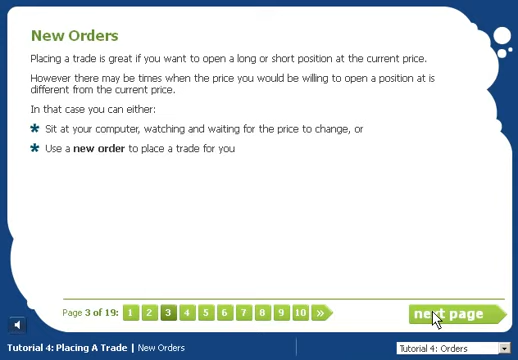 New Orders
Placing a trade is great if you want to open a long or short position at the current price.
However there may be times when the price you would be willing to open a position at is
different from the current price.
In that case you can either:
Sit at your computer, watching and waiting for the price to change, or
Use a new order to place a trade for you
Page 3 of 19: 1 2 3 4 5 6 7 8 9 10 »
next page
Tutorial 4: Placing A Trade | New Orders
Tutorial 4: Orders